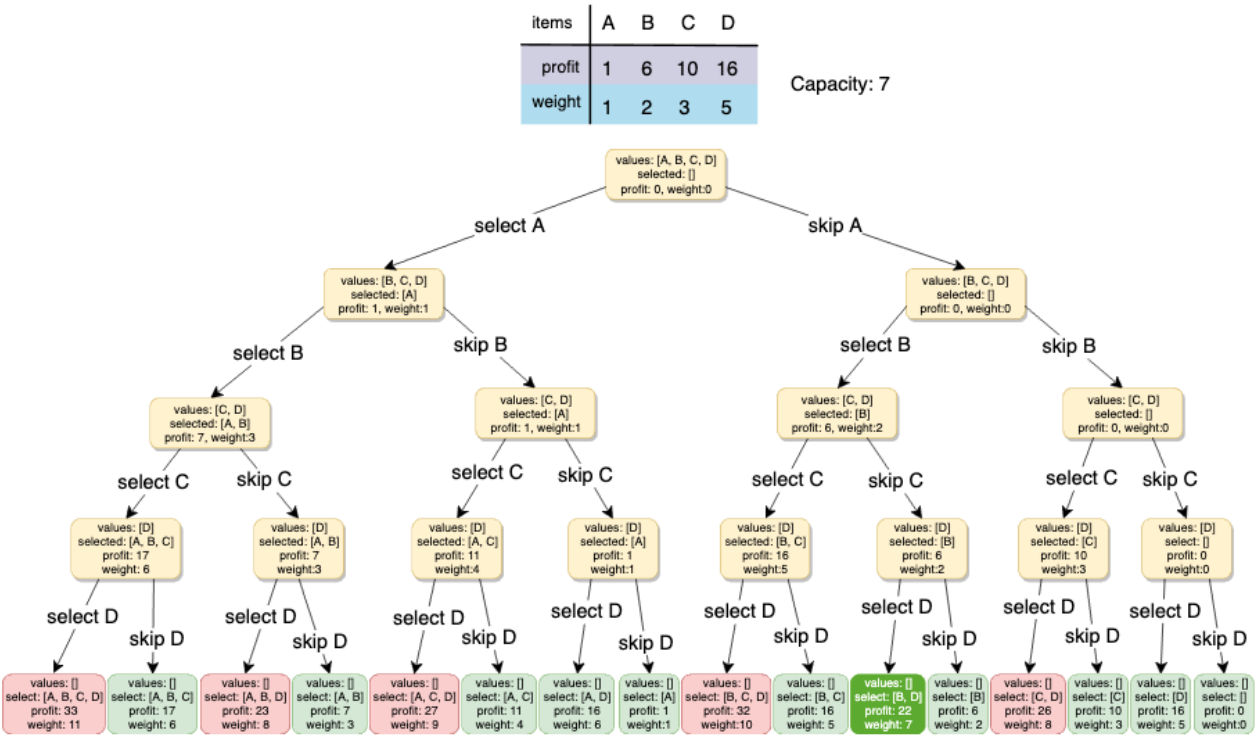 items A B C D
profit 1 6 10 16
weight 1 2 3 5
Capacity: 7
values: [A, B, C, D]
selected: []
profit: 0, weight:0
select A
skip A
values: [B, C, D]
selected: [A]
profit: 1, weight:1
values: [B, C, D]
selected: []
profit: 0, weight:0
select B
skip B
select B
skip B
values: [C, D]
selected: [A, B]
profit: 7, weight:3
values: [C, D]
selected: [A]
profit: 1, weight:1
values: [C, D]
selected: [B]
profit: 6, weight:2
values: [C, D]
selected: []
profit: 0, weight:0
select C
skip C
select C
skip C
select C
skip C
select C
skip C
values: [D]
selected: [A, B, C]
profit: 17
weight: 6
values: [D]
selected: [A, B]
profit: 7
weight:3
values: [D]
selected: [A, C]
profit: 11
weight:4
values: [D]
selected: [A]
profit: 1
weight:1
values: [D]
selected: [B, C]
profit: 16
weight:5
values: [D]
selected: [B]
profit: 6
weight:2
values: [D]
selected: [C]
profit: 10
weight:3
values: [D]
select: []
profit: 0
weight:0
select D
skip D
select D
skip D
select D
skip D
select D
skip D
select D
skip D
select D
skip D
select D
skip D
select D
skip D
values: []
select: [A, B, C, D]
profit: 33
weight: 11
values: []
select: [A, B, C]
profit: 17
weight: 6
values: []
select: [A, B, D]
profit: 23
weight: 8
values: []
select: [A, B]
profit: 7
weight: 3
values: []
select: [A, C, D]
profit: 27
weight: 9
values: []
select: [A, C]
profit: 11
weight: 4
values: []
select: [A, D]
profit: 16
weight: 6
values: []
select: [A]
profit: 1
weight:1
values: []
select: [B, C, D]
profit: 32
weight:10
values: []
select: [B, C]
profit: 16
weight: 5
values: []
select: [B, D]
profit: 22
weight: 7
values: []
select: [B]
profit: 6
weight: 2
values: []
select: [C, D]
profit: 26
weight: 8
values: []
select: [C]
profit: 10
weight: 3
values: []
select: [D]
profit: 16
weight: 5
values: []
select: []
profit: 0
weight:0